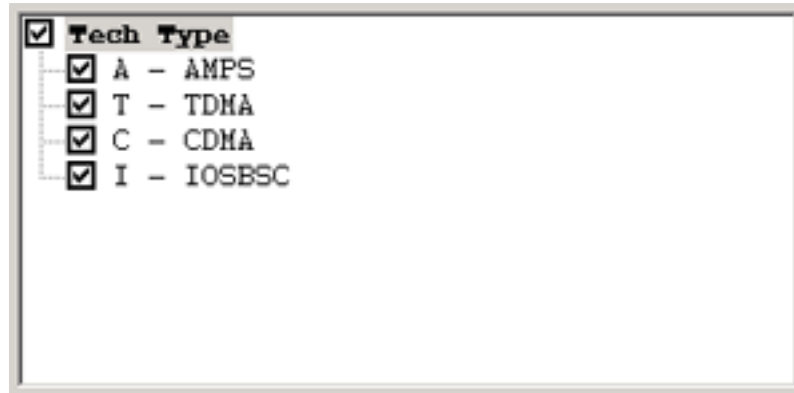 Tech Type
A - AMPS
T - TDMA
C - CDMA
I - IOSBSC